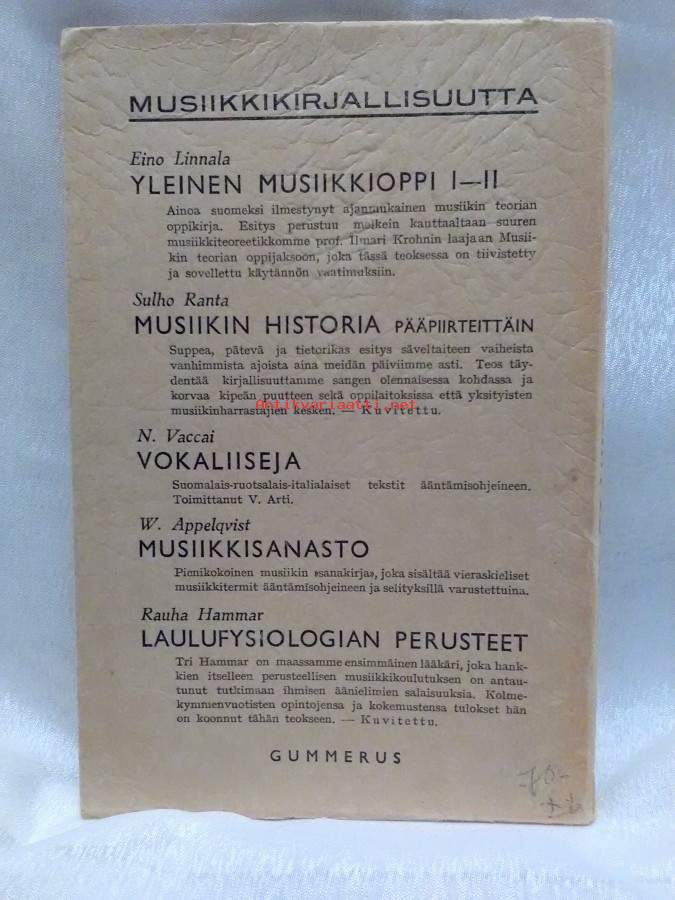 MUSIIKKIKIRJALLISUUTTA
Eino Linnala
YLEINEN MUSIIKKIOPPI I—II
Ainoa suomeksi ilmestynyt ajanmukainen musiikin teorian
oppikirja. Esitys perustuu melkein kauttaaltaan suuren
musiikkiteoreetikkomme prof. Ilmari Krohnin laajaan Musii-
kin teorian oppijaksoon, joka tässä teoksessa on tiivistetty
ja sovellettu käytännön vaatimuksiin.
Sulho Ranta
MUSIIKIN HISTORIA PÄÄPIIRTEITTÄIN
Suppea, pätevä ja tietorikas esitys säveltaiteen vaiheista
vanhimmista ajoista aina meidän päiviimme asti. Teos täy-
dentää kirjallisuuttamme sangen olennaisessa kohdassa ja
korvaa kipeän puutteen sekä oppilaitoksissa että yksityisten
musiikinharrastajien kesken. — Kuvitettu.
Antikvariaatti.net
N. Vaccai
VOKALIISEJA
Suomalais-ruotsalais-italialaiset tekstit ääntämisohjeineen.
Toimittanut V. Arti.
W. Appelqvist
MUSIIKKISANASTO
Pienikokoinen musiikin »sanakirja», joka sisältää vieraskieliset
musiikkitermit ääntämisohjeineen ja selityksillä varustettuina.
Rauha Hammar
LAULUFYSIOLOGIAN PERUSTEET
Tri Hammar on maassamme ensimmäinen lääkäri, joka hank-
kien itselleen perusteellisen musiikkikoulutuksen on antau-
tunut tutkimaan ihmisen äänielimien salaisuuksia. Kolme-
kymmenvuotisten opintojensa ja kokemustensa tulokset hän
on koonnut tähän teokseen. — Kuvitettu.
GUMMERUS